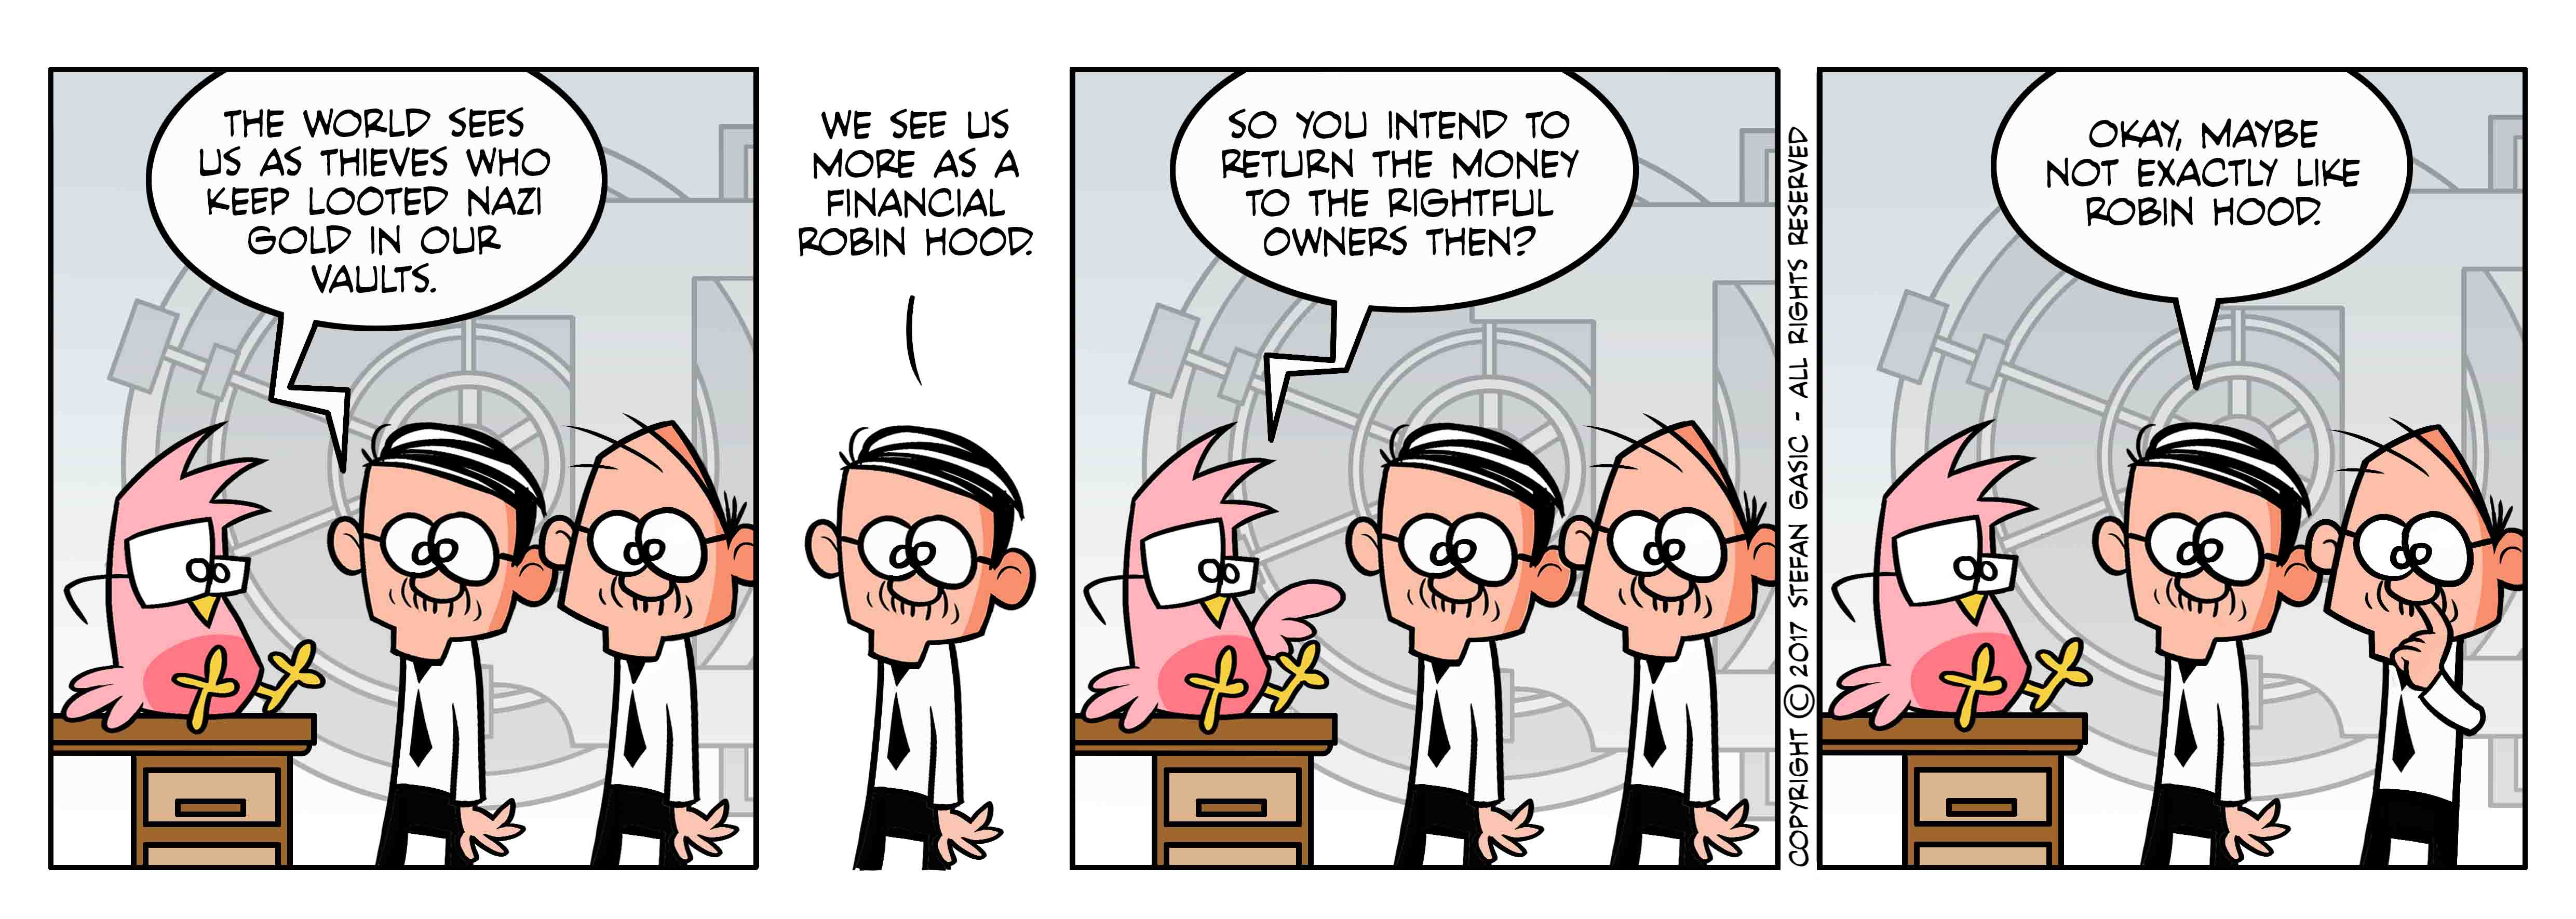 THE WORLD SEES
US AS THIEVES WHO
KEEP LOOTED NAZI
GOLD IN OUR
VAULTS.
WE SEE US
MORE AS A
FINANCIAL
ROBIN HOOD.
SO YOU INTEND TO
RETURN THE MONEY
TO THE RIGHTFUL
OWNERS THEN?
COPYRIGHT © 2017 STEFAN GASIC - ALL RIGHTS RESERVED
OKAY, MAYBE
NOT EXACTLY LIKE
ROBIN HOOD.